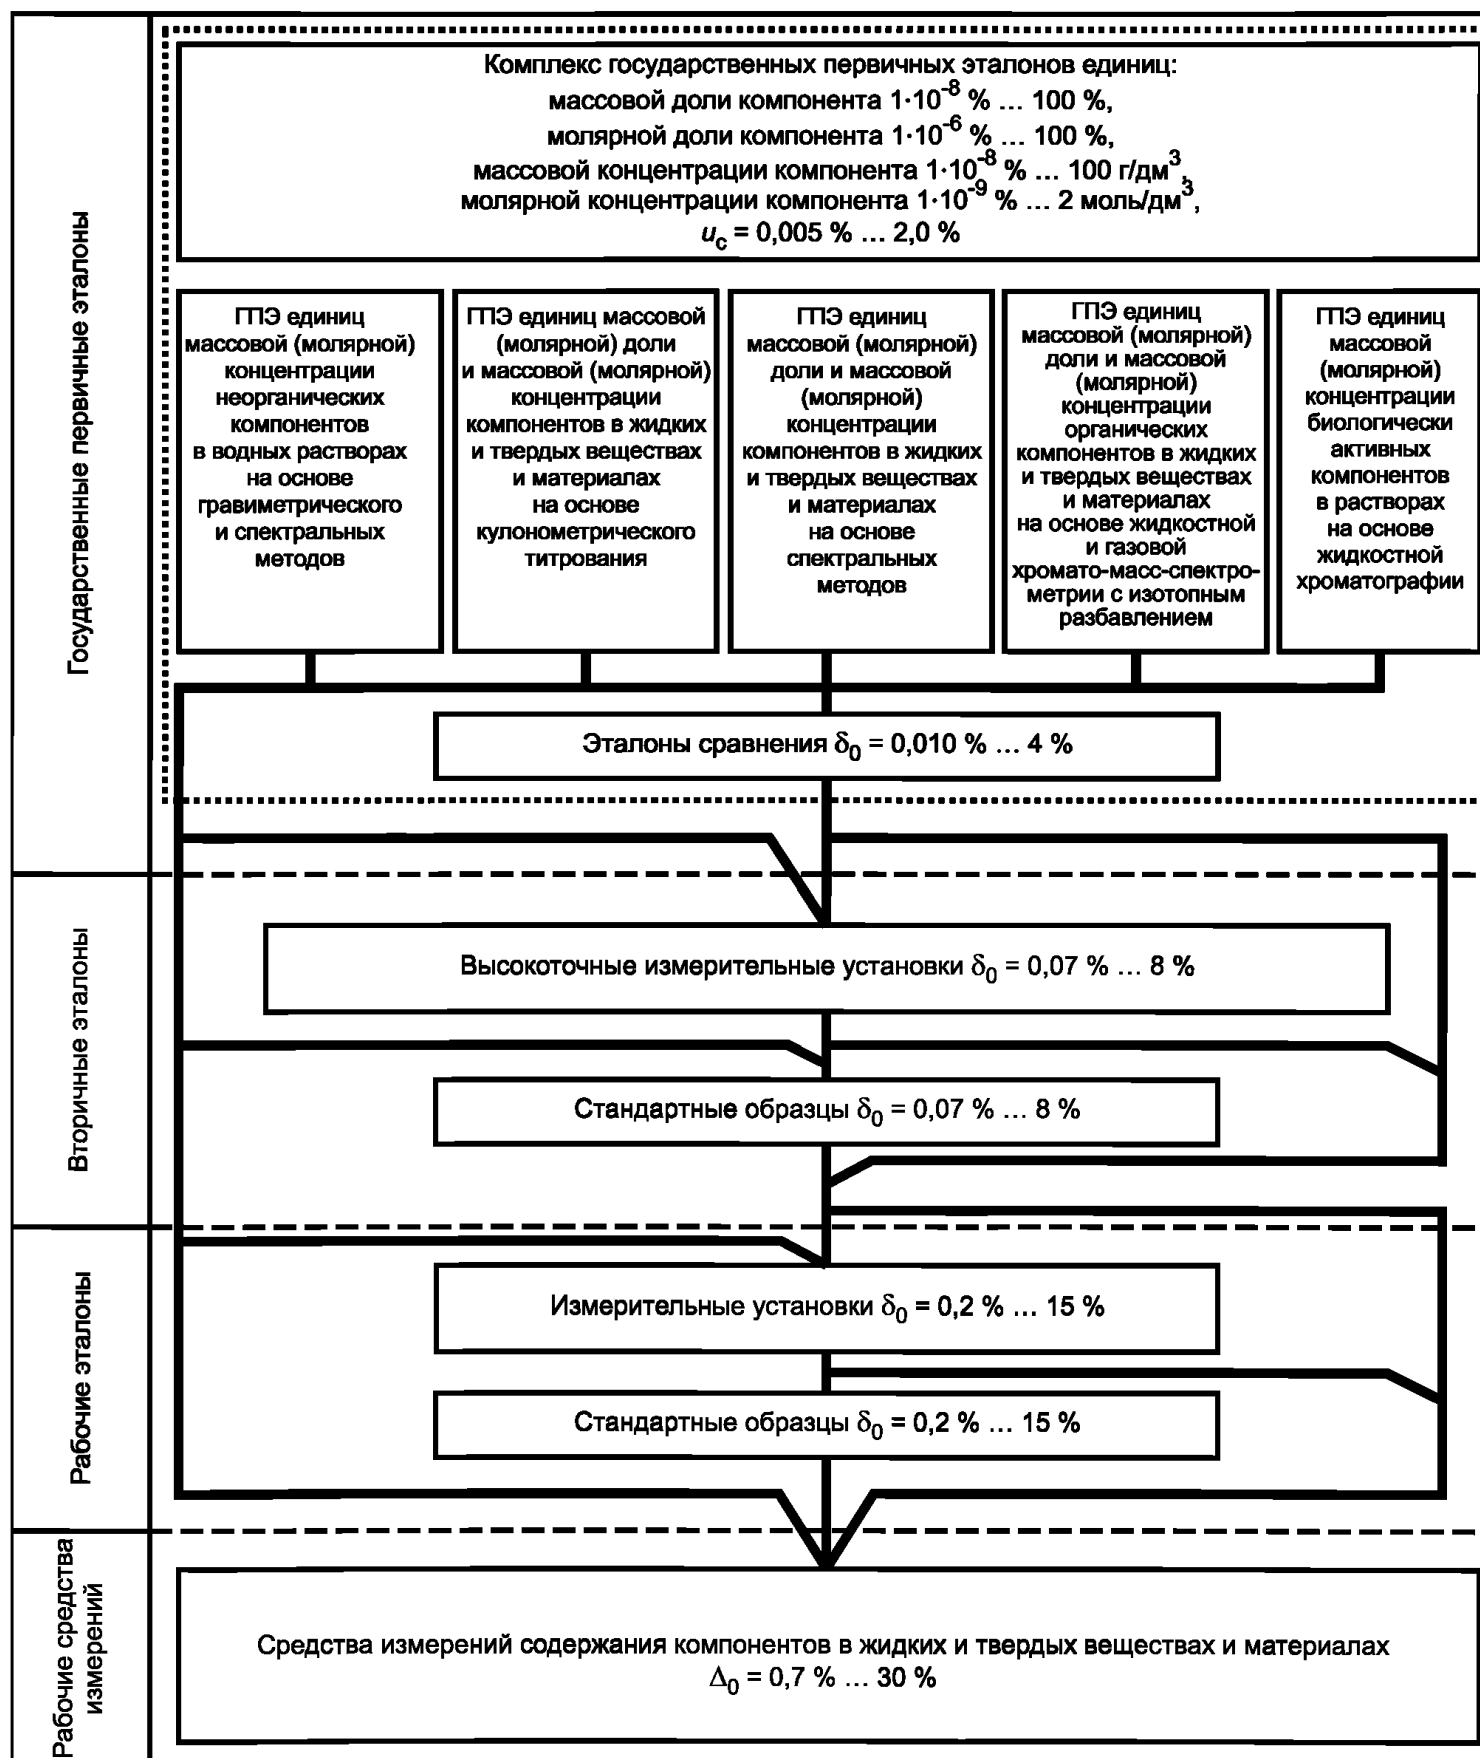 Государственные первичные эталоны
Комплекс государственных первичных эталонов единиц:
массовой доли компонента 1·10⁻⁸ % ... 100 %,
молярной доли компонента 1·10⁻⁶ % ... 100 %,
массовой концентрации компонента 1·10⁻⁸ % ... 100 г/дм³,
молярной концентрации компонента 1·10⁻⁹ % ... 2 моль/дм³,
u_c = 0,005 % ... 2,0 %
ГПЭ единиц
массовой (молярной)
концентрации
неорганических
компонентов
в водных растворах
на основе
гравиметрического
и спектральных
методов
ГПЭ единиц массовой
(молярной) доли
и массовой (молярной)
концентрации
компонентов в жидких
и твердых веществах
и материалах
на основе
кулонометрического
титрования
ГПЭ единиц
массовой (молярной)
доли и массовой
(молярной)
концентрации
компонентов в жидких
и твердых веществах
и материалах
на основе
спектральных
методов
ГПЭ единиц
массовой (молярной)
доли и массовой
(молярной)
концентрации
органических
компонентов в жидких
и твердых веществах
и материалах
на основе жидкостной
и газовой
хромато-масс-спектро-
метрии с изотопным
разбавлением
ГПЭ единиц
массовой
(молярной)
концентрации
биологически
активных
компонентов
в растворах
на основе
жидкостной
хроматографии
Эталоны сравнения δ₀ = 0,010 % ... 4 %
Вторичные эталоны
Высокоточные измерительные установки δ₀ = 0,07 % ... 8 %
Стандартные образцы δ₀ = 0,07 % ... 8 %
Рабочие эталоны
Измерительные установки δ₀ = 0,2 % ... 15 %
Стандартные образцы δ₀ = 0,2 % ... 15 %
Рабочие средства
измерений
Средства измерений содержания компонентов в жидких и твердых веществах и материалах
Δ₀ = 0,7 % ... 30 %